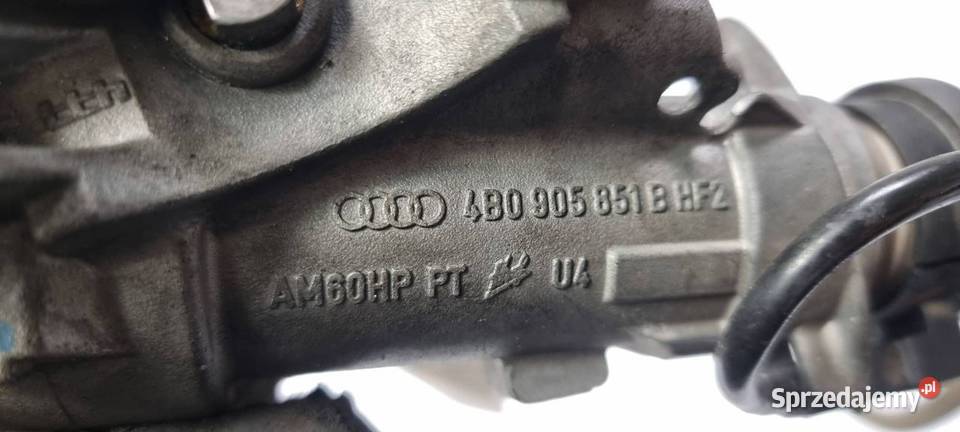 4B0 905 851 B HF2
AM60HP PT U4
Sprzedajemy.pl